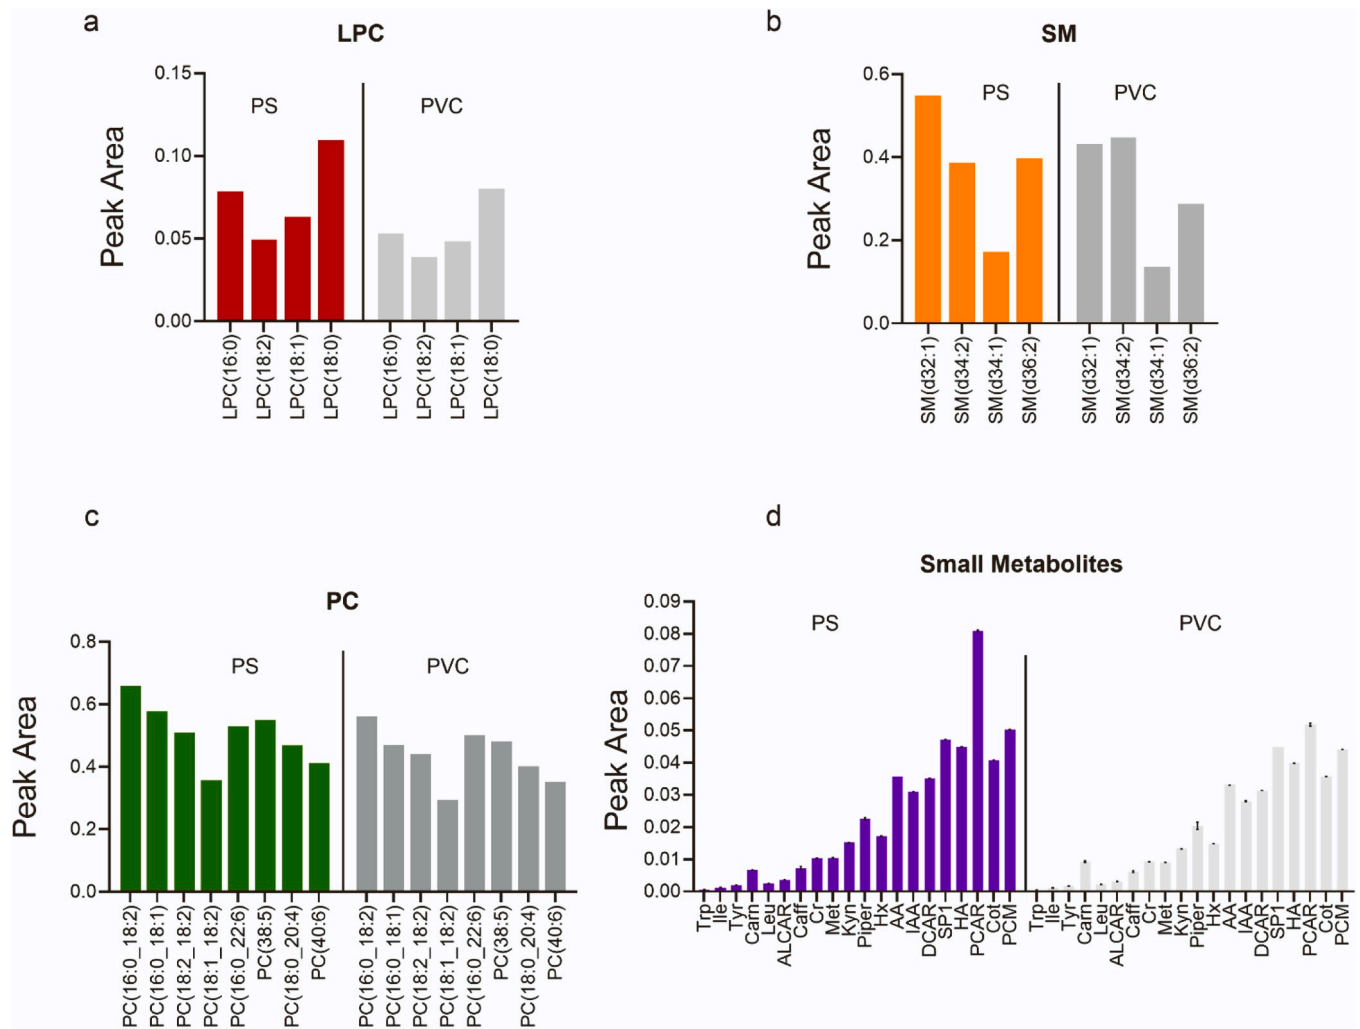 a
LPC
Peak Area
0.15
0.10
0.05
0.00
PS
PVC
LPC(16:0)
LPC(18:2)
LPC(18:1)
LPC(18:0)
LPC(16:0)
LPC(18:2)
LPC(18:1)
LPC(18:0)
b
SM
Peak Area
0.6
0.4
0.2
0.0
PS
PVC
SM(d32:1)
SM(d34:2)
SM(d34:1)
SM(d36:2)
SM(d32:1)
SM(d34:2)
SM(d34:1)
SM(d36:2)
c
PC
Peak Area
0.8
0.6
0.4
0.2
0.0
PS
PVC
PC(16:0_18:2)
PC(16:0_18:1)
PC(18:2_18:2)
PC(18:1_18:2)
PC(16:0_22:6)
PC(38:5)
PC(18:0_20:4)
PC(40:6)
PC(16:0_18:2)
PC(16:0_18:1)
PC(18:2_18:2)
PC(18:1_18:2)
PC(16:0_22:6)
PC(38:5)
PC(18:0_20:4)
PC(40:6)
d
Small Metabolites
Peak Area
0.09
0.08
0.07
0.06
0.05
0.04
0.03
0.02
0.01
0.00
PS
PVC
Trp
Ile
Tyr
Carn
Leu
ALCAR
Caff
Cr
Met
Kyn
Piper
Hx
AA
IAA
DCAR
SP1
HA
PCAR
Cot
PCM
Trp
Ile
Tyr
Carn
Leu
ALCAR
Caff
Cr
Met
Kyn
Piper
Hx
AA
IAA
DCAR
SP1
HA
PCAR
Cot
PCM